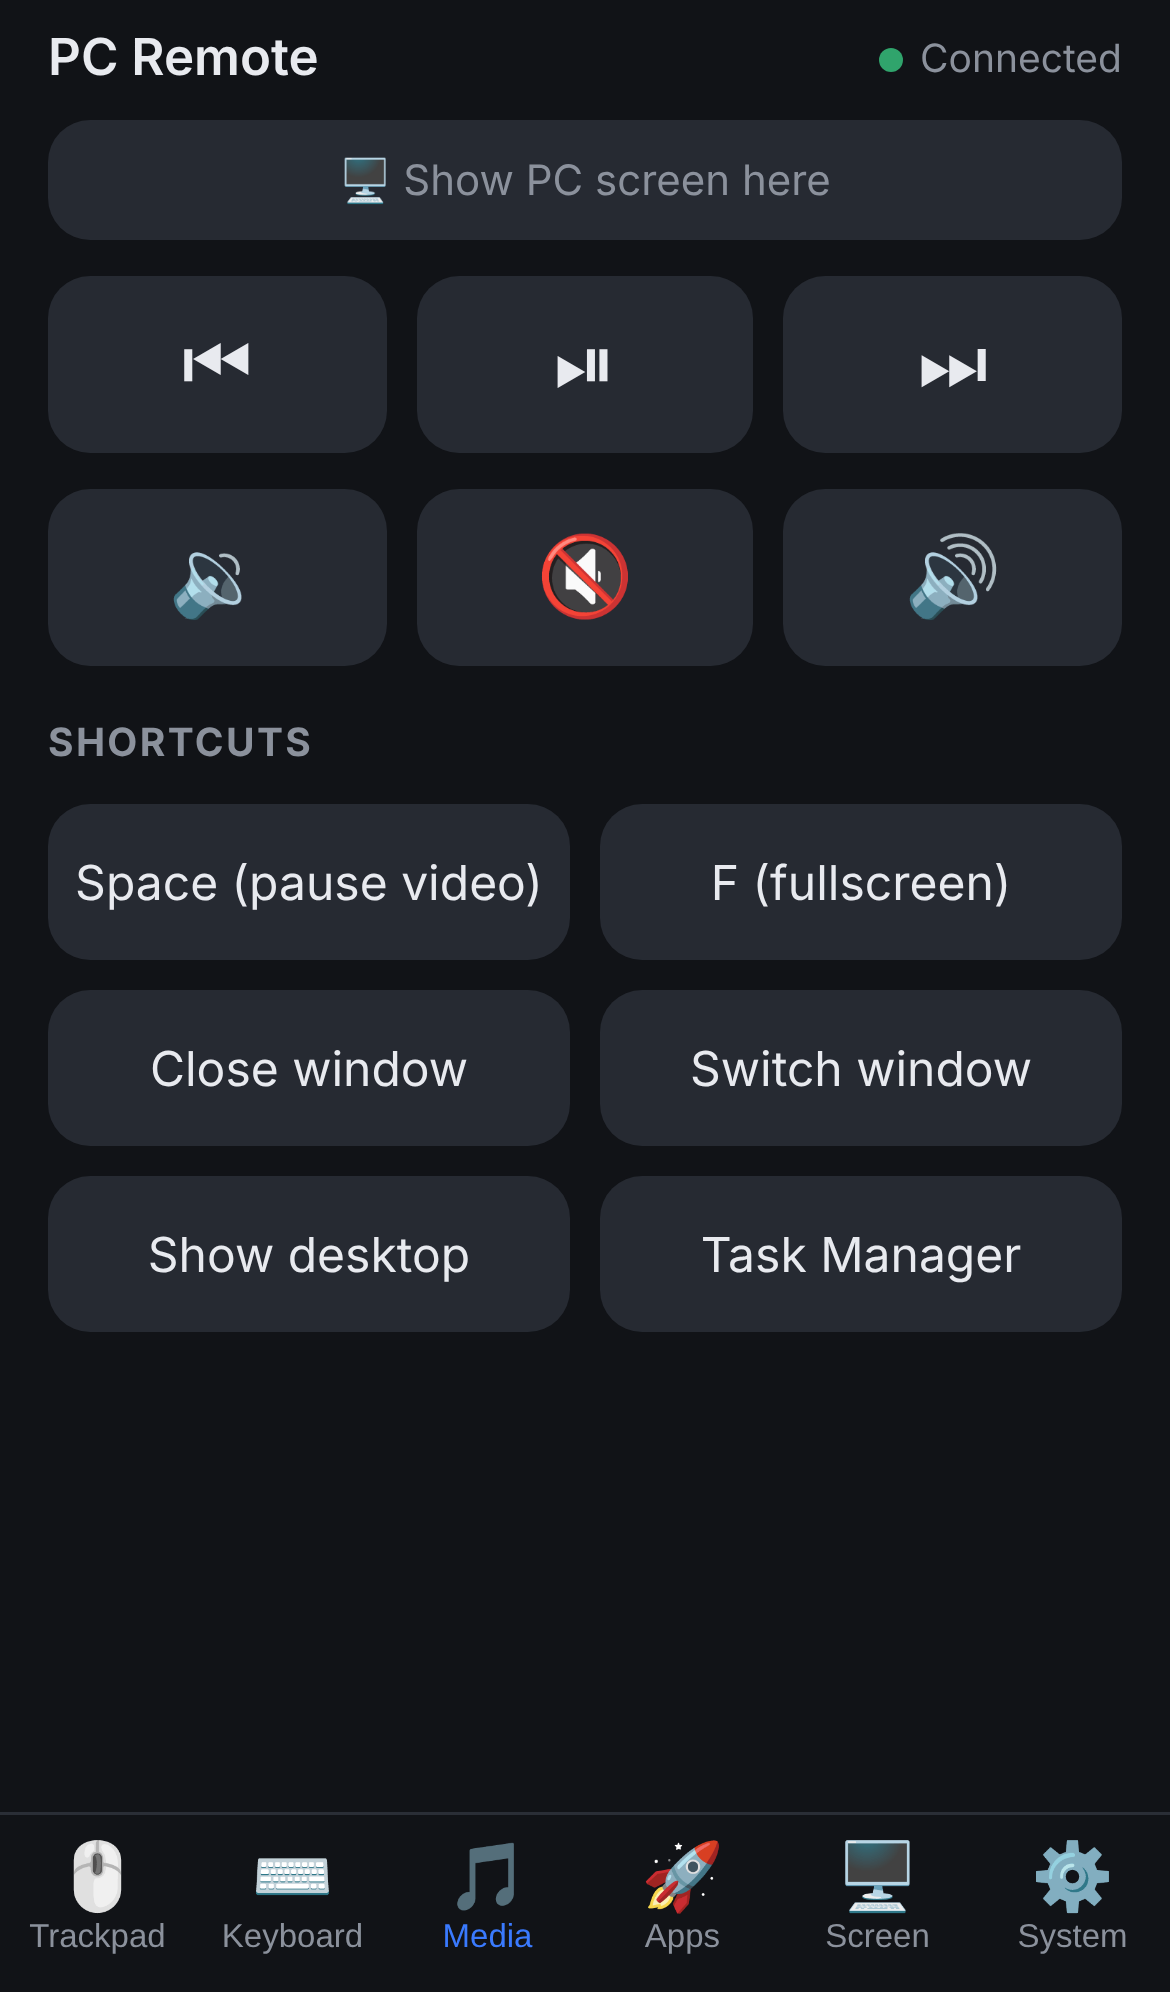 PC Remote
Connected
Show PC screen here
SHORTCUTS
Space (pause video)
F (fullscreen)
Close window
Switch window
Show desktop
Task Manager
Trackpad
Keyboard
Media
Apps
Screen
System